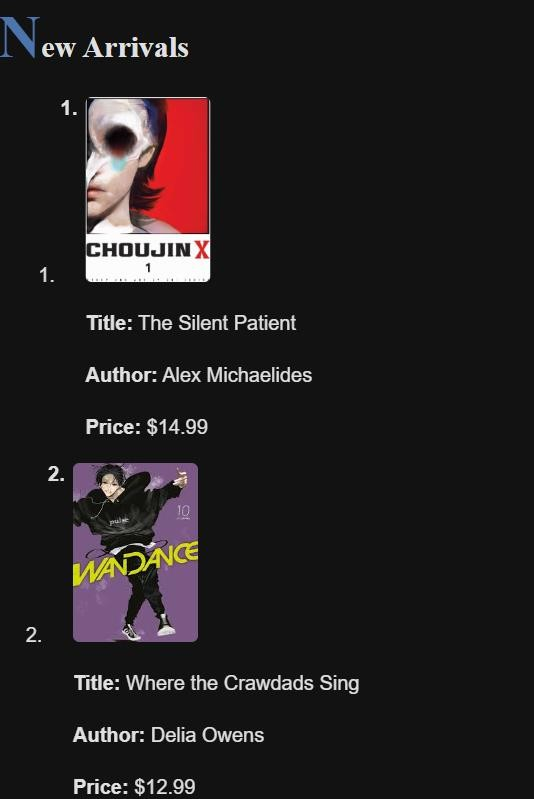 New Arrivals
1.
CHOUJIN X
1
1.
Title: The Silent Patient
Author: Alex Michaelides
Price: $14.99
2.
10
pulse
WANDANCE
2.
Title: Where the Crawdads Sing
Author: Delia Owens
Price: $12.99